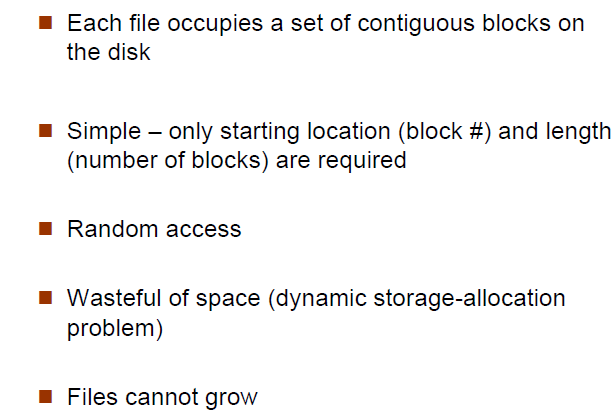 Each file occupies a set of contiguous blocks on
the disk
Simple – only starting location (block #) and length
(number of blocks) are required
Random access
Wasteful of space (dynamic storage-allocation
problem)
Files cannot grow